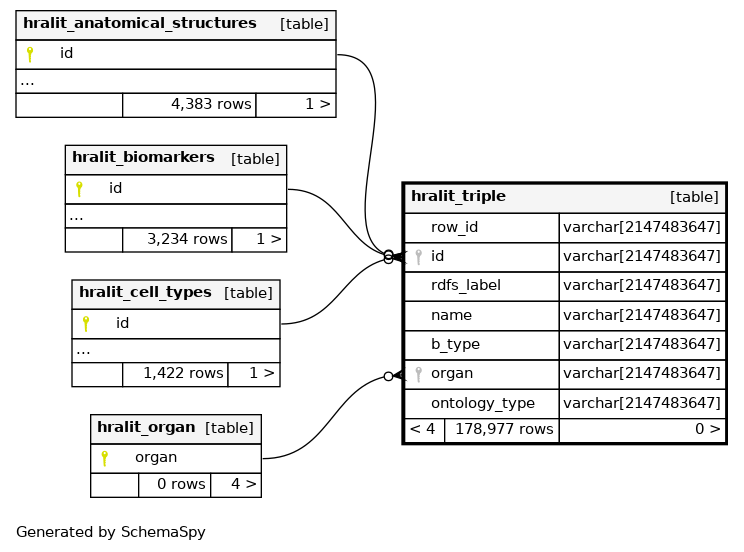 hralit_anatomical_structures [table]
id
...
4,383 rows 1 >
hralit_biomarkers [table]
id
...
3,234 rows 1 >
hralit_cell_types [table]
id
...
1,422 rows 1 >
hralit_organ [table]
organ
0 rows 4 >
hralit_triple [table]
row_id varchar[2147483647]
id varchar[2147483647]
rdfs_label varchar[2147483647]
name varchar[2147483647]
b_type varchar[2147483647]
organ varchar[2147483647]
ontology_type varchar[2147483647]
< 4 178,977 rows 0 >
Generated by SchemaSpy